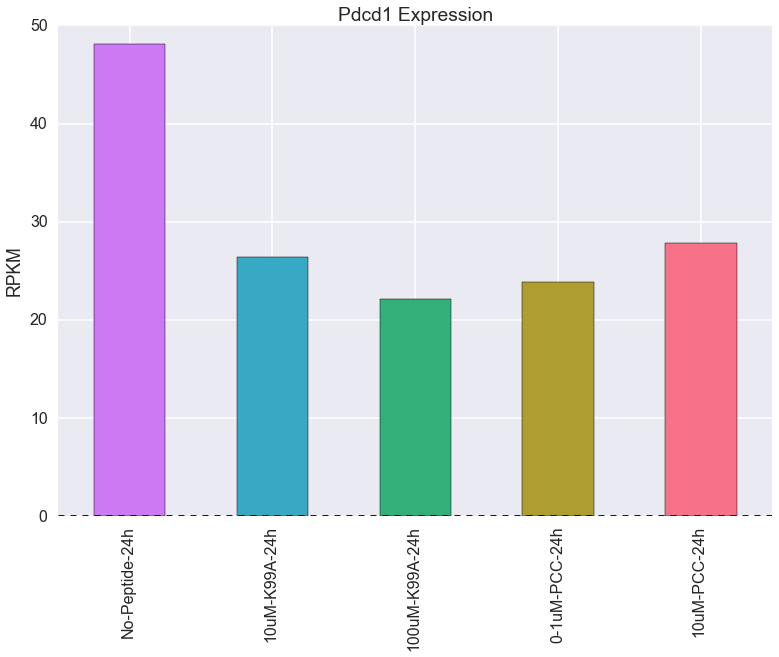 Pdcd1 Expression
50
40
30
20
10
0
RPKM
No-Peptide-24h
10uM-K99A-24h
100uM-K99A-24h
0-1uM-PCC-24h
10uM-PCC-24h